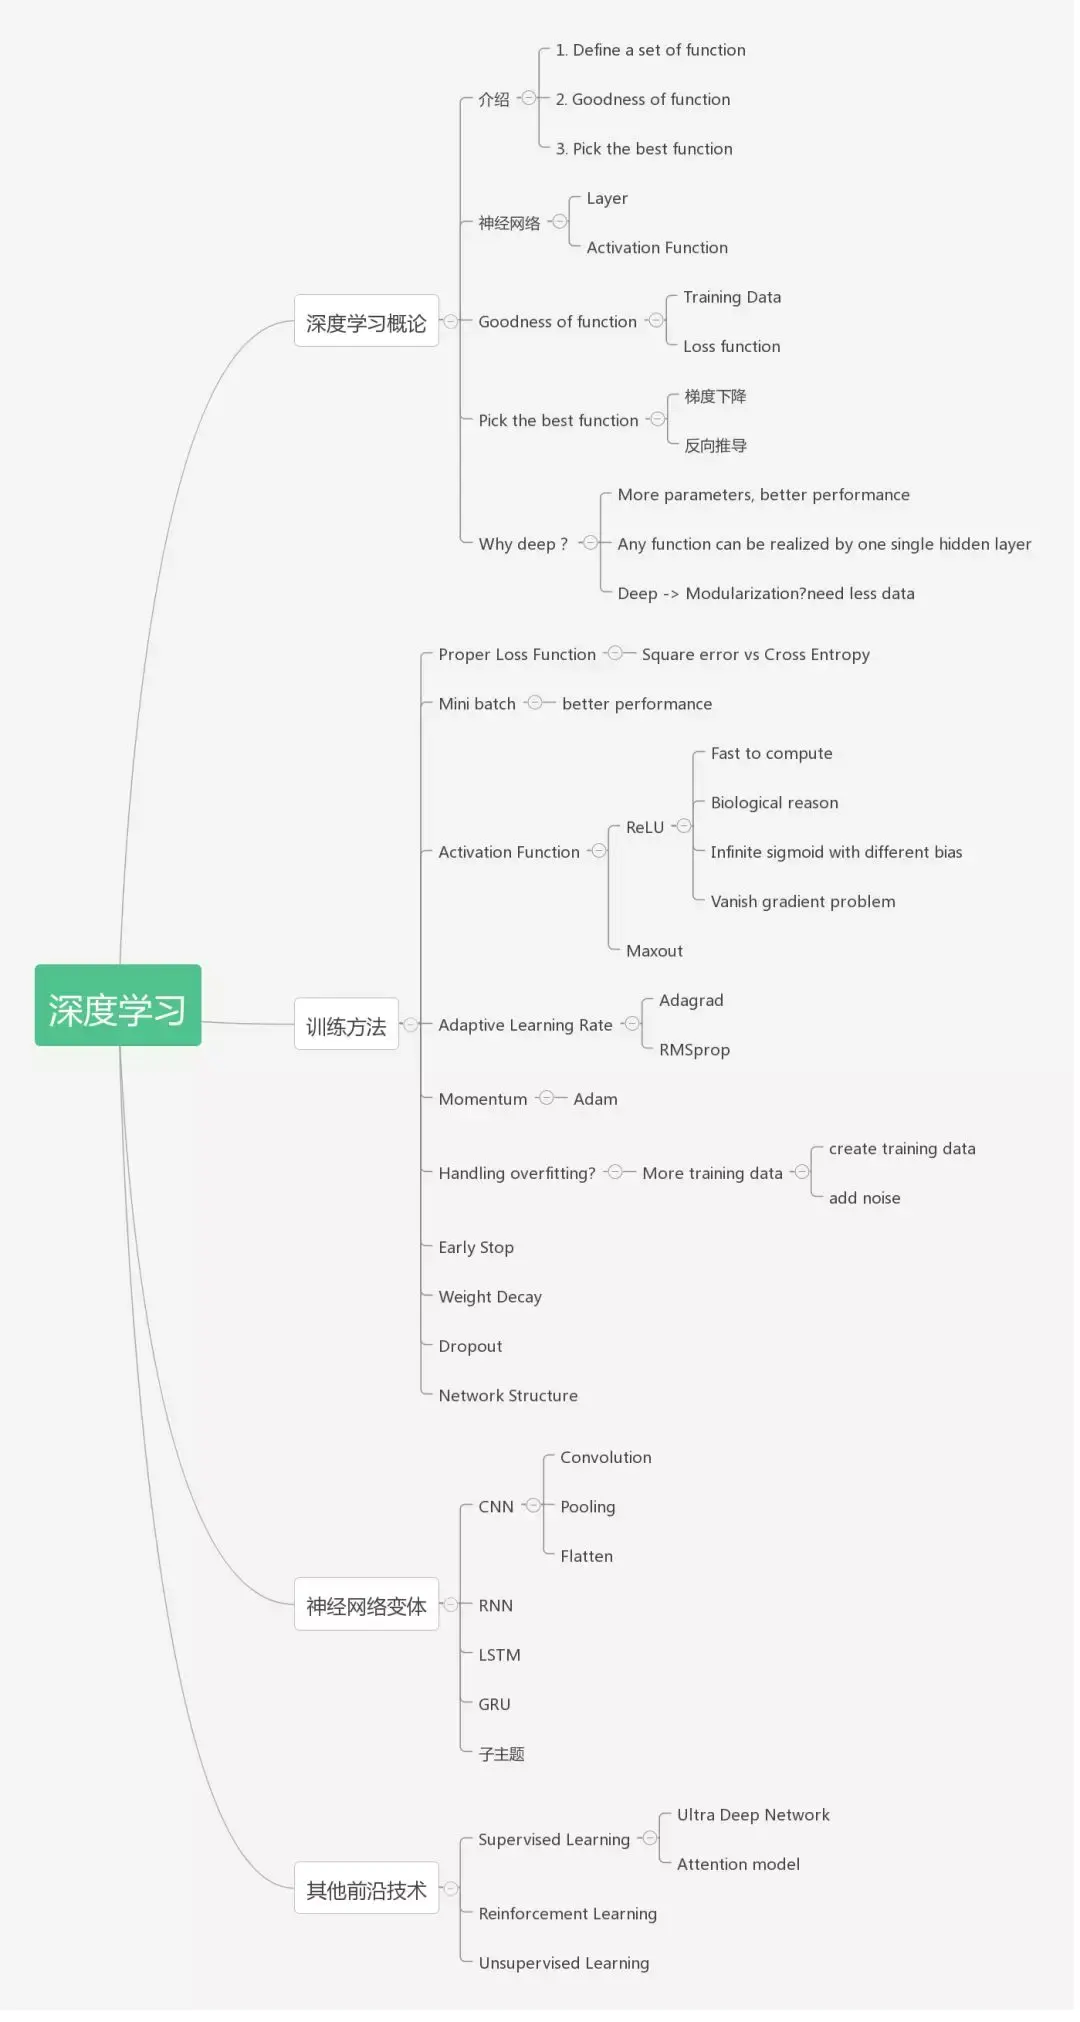 1. Define a set of function
介绍
2. Goodness of function
3. Pick the best function
Layer
神经网络
Activation Function
Training Data
深度学习概论
Goodness of function
Loss function
梯度下降
Pick the best function
反向推导
More parameters, better performance
Why deep ?
Any function can be realized by one single hidden layer
Deep -> Modularization?need less data
Proper Loss Function
Square error vs Cross Entropy
Mini batch
better performance
Fast to compute
Biological reason
ReLU
Activation Function
Infinite sigmoid with different bias
Vanish gradient problem
Maxout
深度学习
训练方法
Adagrad
Adaptive Learning Rate
RMSprop
Momentum
Adam
create training data
Handling overfitting?
More training data
add noise
Early Stop
Weight Decay
Dropout
Network Structure
Convolution
CNN
Pooling
Flatten
神经网络变体
RNN
LSTM
GRU
子主题
Ultra Deep Network
Supervised Learning
Attention model
其他前沿技术
Reinforcement Learning
Unsupervised Learning